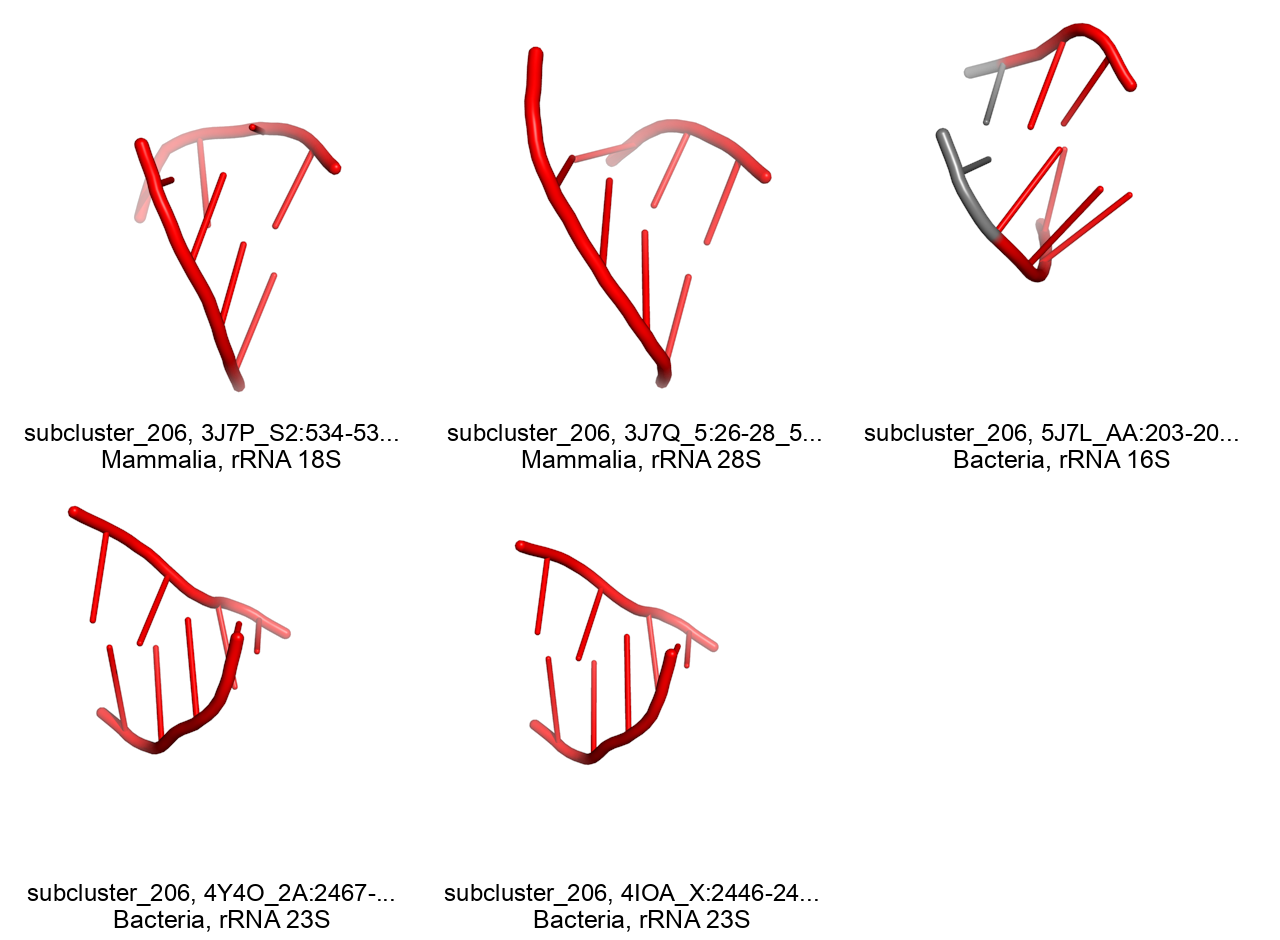 subcluster_206, 3J7P_S2:534-53...
Mammalia, rRNA 18S
subcluster_206, 3J7Q_5:26-28_5...
Mammalia, rRNA 28S
subcluster_206, 5J7L_AA:203-20...
Bacteria, rRNA 16S
subcluster_206, 4Y4O_2A:2467-...
Bacteria, rRNA 23S
subcluster_206, 4IOA_X:2446-24...
Bacteria, rRNA 23S